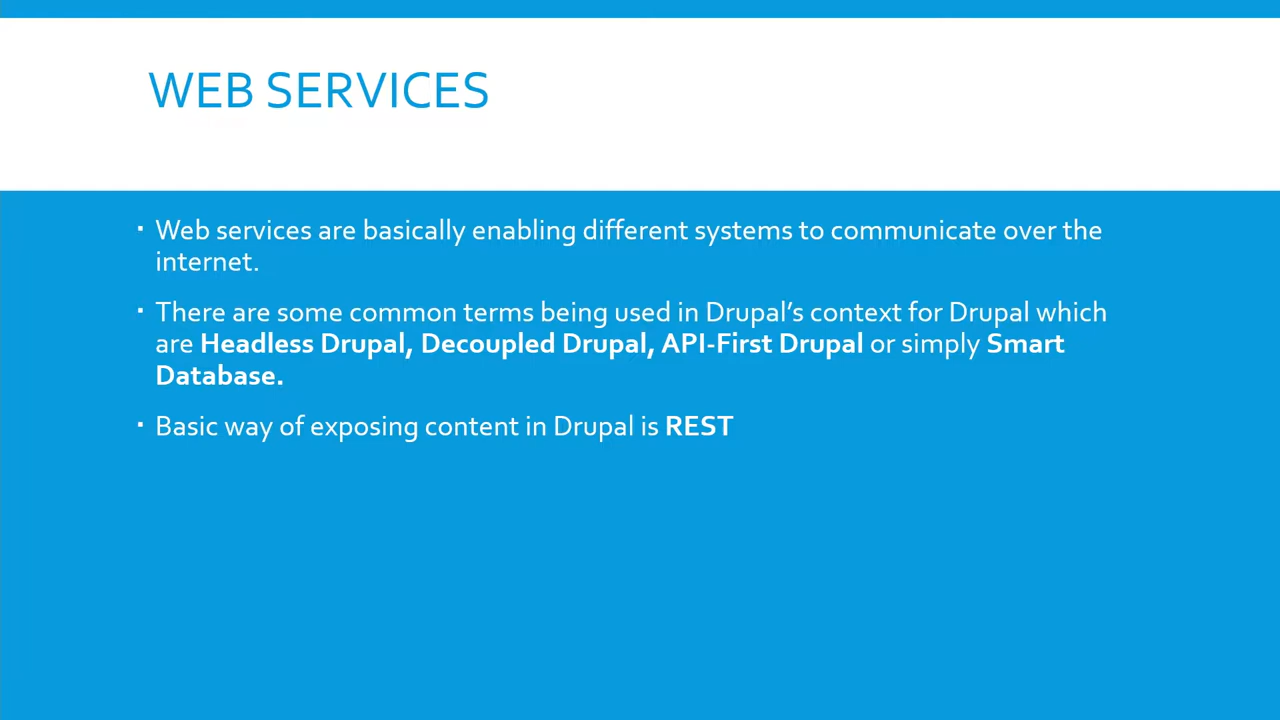 WEB SERVICES
▪ Web services are basically enabling different systems to communicate over the
internet.
▪ There are some common terms being used in Drupal’s context for Drupal which
are Headless Drupal, Decoupled Drupal, API-First Drupal or simply Smart
Database.
▪ Basic way of exposing content in Drupal is REST